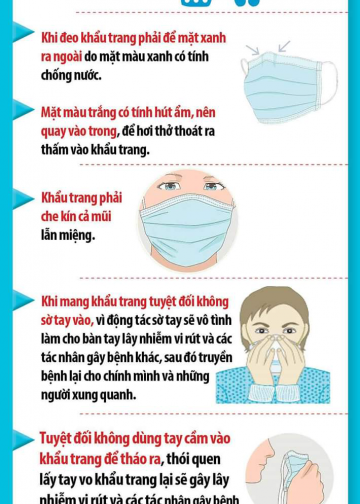 Khi đeo khẩu trang phải để mặt xanh
ra ngoài do mặt màu xanh có tính
chống nước.
Mặt màu trắng có tính hút ẩm, nên
quay vào trong, để hơi thở thoát ra
thấm vào khẩu trang.
Khẩu trang phải
che kín cả mũi
lẫn miệng.
Khi mang khẩu trang tuyệt đối không
sờ tay vào, vì động tác sờ tay sẽ vô tình
làm cho bàn tay lây nhiễm vi rút và các
tác nhân gây bệnh khác, sau đó truyền
bệnh lại cho chính mình và những
người xung quanh.
Tuyệt đối không dùng tay cầm vào
khẩu trang để tháo ra, thói quen
lấy tay vo khẩu trang lại sẽ gây lây
nhiễm vi rút và các tác nhân gây bệnh